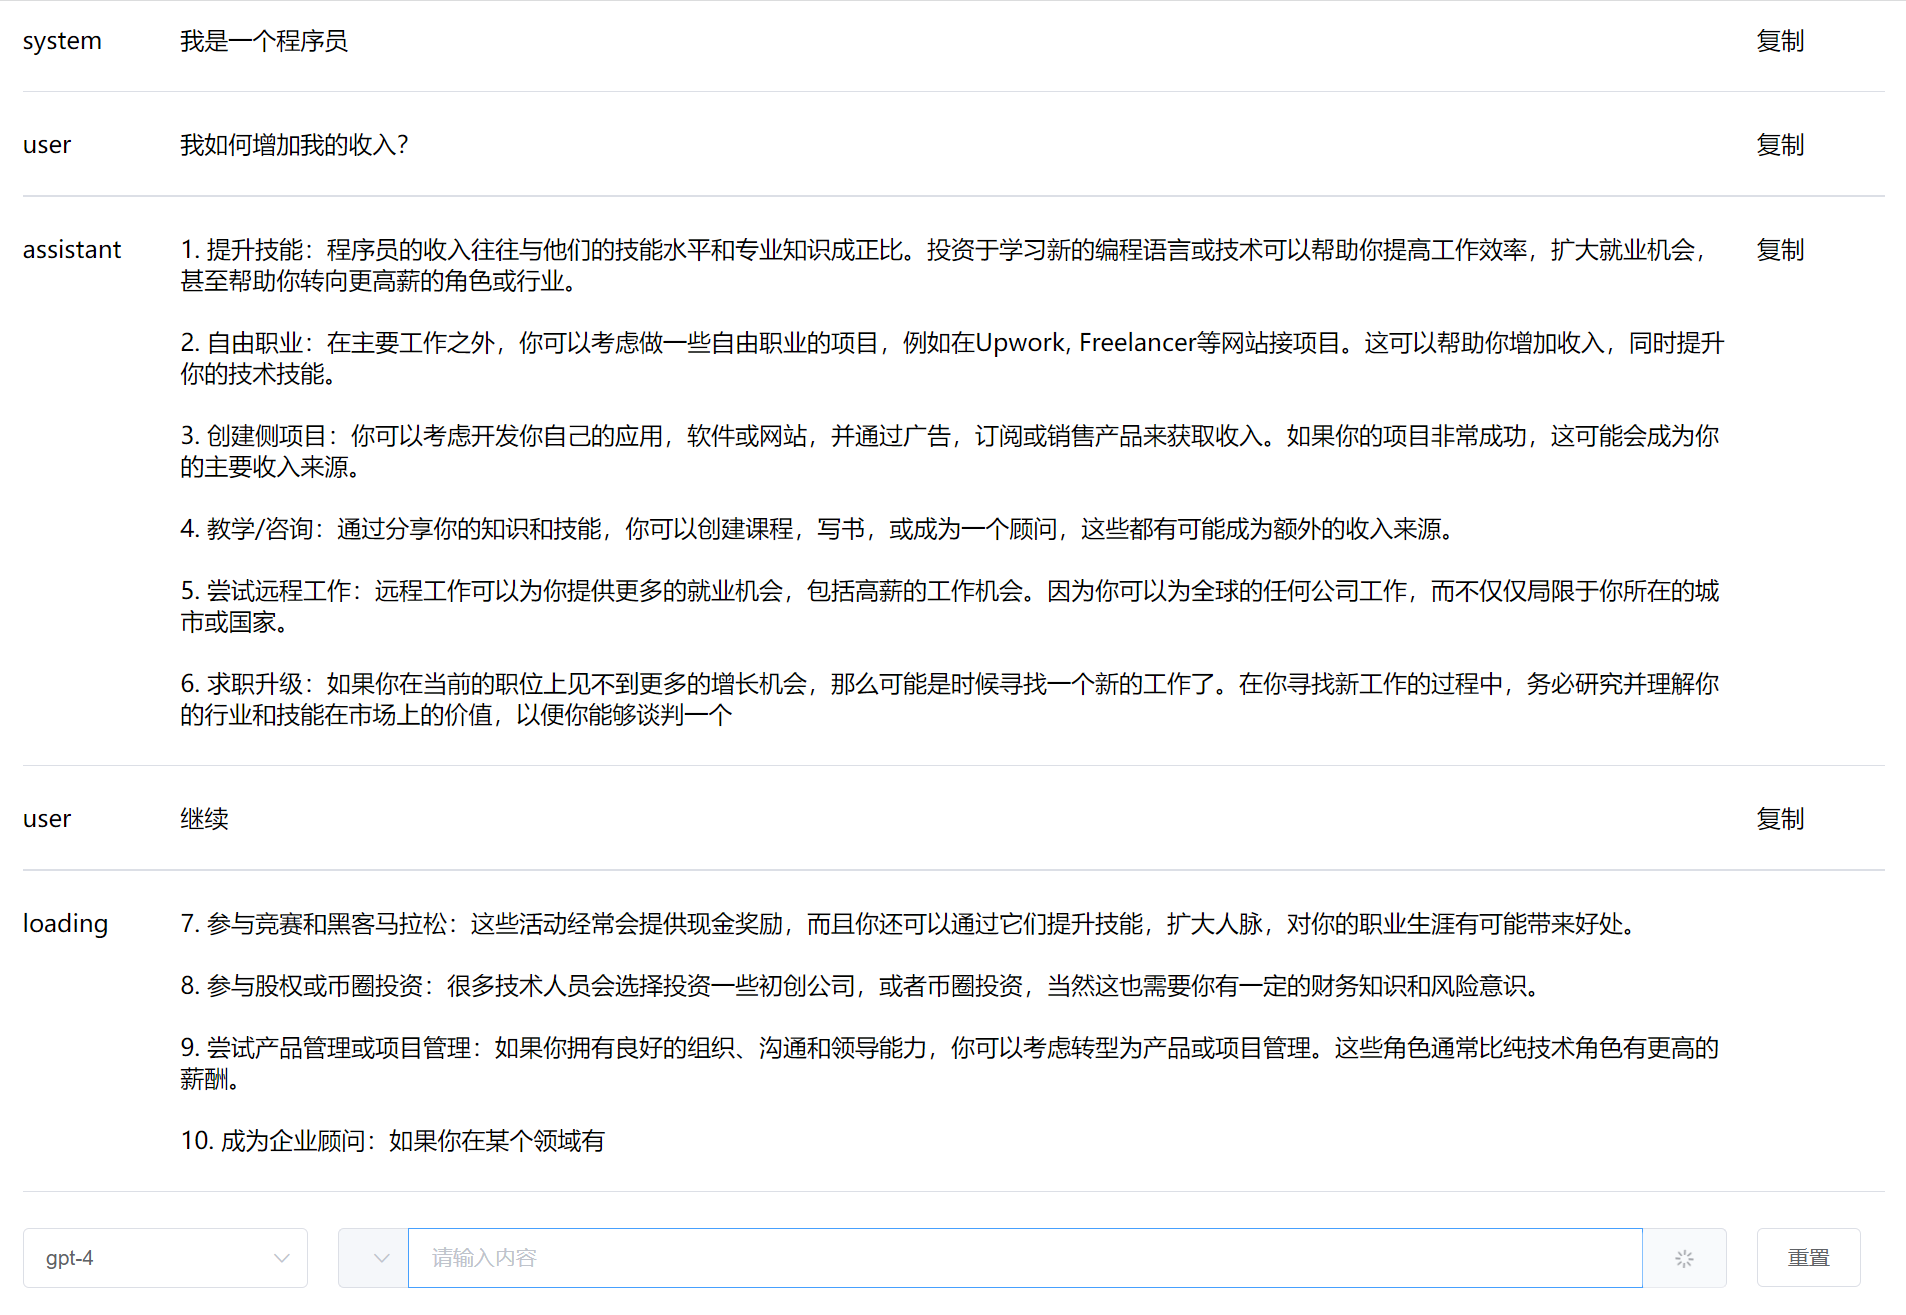 system 我是一个程序员 复制
user 我如何增加我的收入？ 复制
assistant 1. 提升技能：程序员的收入往往与他们的技能水平和专业知识成正比。投资于学习新的编程语言或技术可以帮助你提高工作效率，扩大就业机会， 复制
甚至帮助你转向更高薪的角色或行业。
2. 自由职业：在主要工作之外，你可以考虑做一些自由职业的项目，例如在Upwork, Freelancer等网站接项目。这可以帮助你增加收入，同时提升
你的技术技能。
3. 创建侧项目：你可以考虑开发你自己的应用，软件或网站，并通过广告，订阅或销售产品来获取收入。如果你的项目非常成功，这可能会成为你
的主要收入来源。
4. 教学/咨询：通过分享你的知识和技能，你可以创建课程，写书，或成为一个顾问，这些都有可能成为额外的收入来源。
5. 尝试远程工作：远程工作可以为你提供更多的就业机会，包括高薪的工作机会。因为你可以为全球的任何公司工作，而不仅仅局限于你所在的城
市或国家。
6. 求职升级：如果你在当前的职位上见不到更多的增长机会，那么可能是时候寻找一个新的工作了。在你寻找新工作的过程中，务必研究并理解你
的行业和技能在市场上的价值，以便你能够谈判一个
user 继续 复制
loading 7. 参与竞赛和黑客马拉松：这些活动经常会提供现金奖励，而且你还可以通过它们提升技能，扩大人脉，对你的职业生涯有可能带来好处。
8. 参与股权或币圈投资：很多技术人员会选择投资一些初创公司，或者币圈投资，当然这也需要你有一定的财务知识和风险意识。
9. 尝试产品管理或项目管理：如果你拥有良好的组织、沟通和领导能力，你可以考虑转型为产品或项目管理。这些角色通常比纯技术角色有更高的
薪酬。
10. 成为企业顾问：如果你在某个领域有
gpt-4 请输入内容 重置